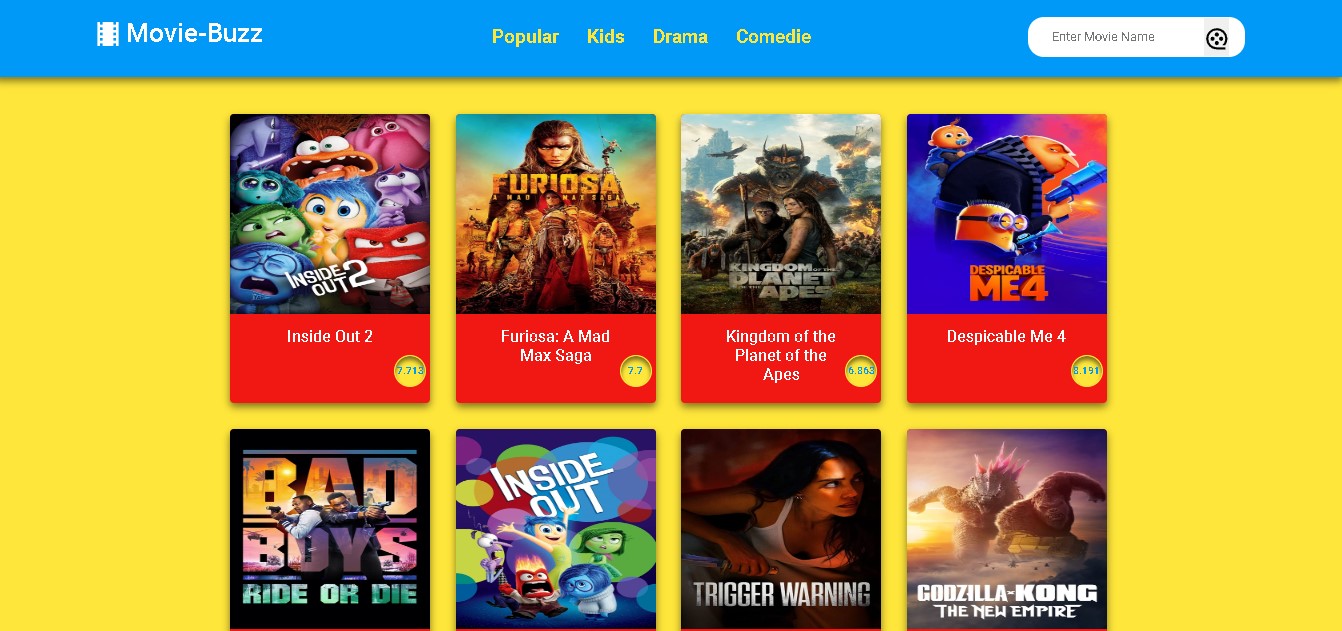 Movie-Buzz
Popular Kids Drama Comedie
Enter Movie Name
INSIDE
OUT 2
FURIOSA
A MAD MAX SAGA
KINGDOM OF THE
PLANET
OF THE
APES
DESPICABLE
ME 4
Inside Out 2
7.713
Furiosa: A Mad
Max Saga
7.7
Kingdom of the
Planet of the
Apes
6.863
Despicable Me 4
8.191
BAD
BOYS
RIDE OR DIE
INSIDE
OUT
TRIGGER WARNING
GODZILLA×KONG
THE NEW EMPIRE